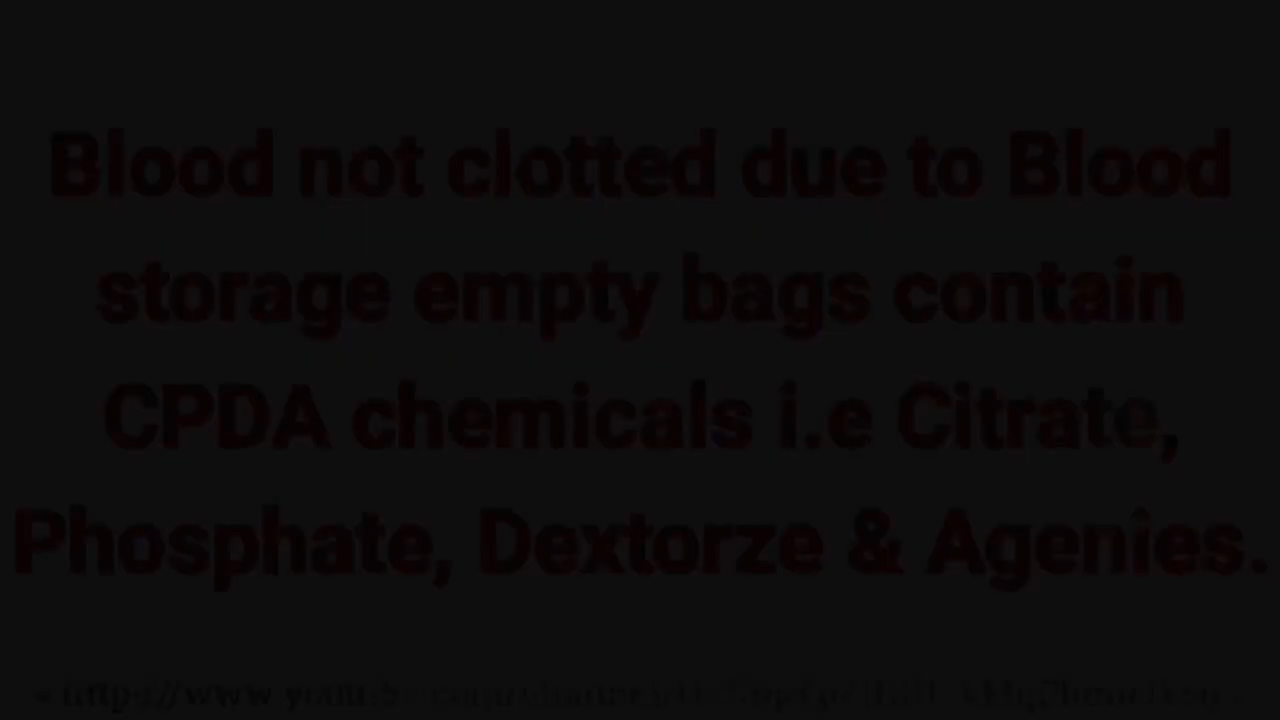 Blood not clotted due to Blood
storage empty bags contain
CPDA chemicals i.e Citrate,
Phosphate, Dextorze & Agenies.